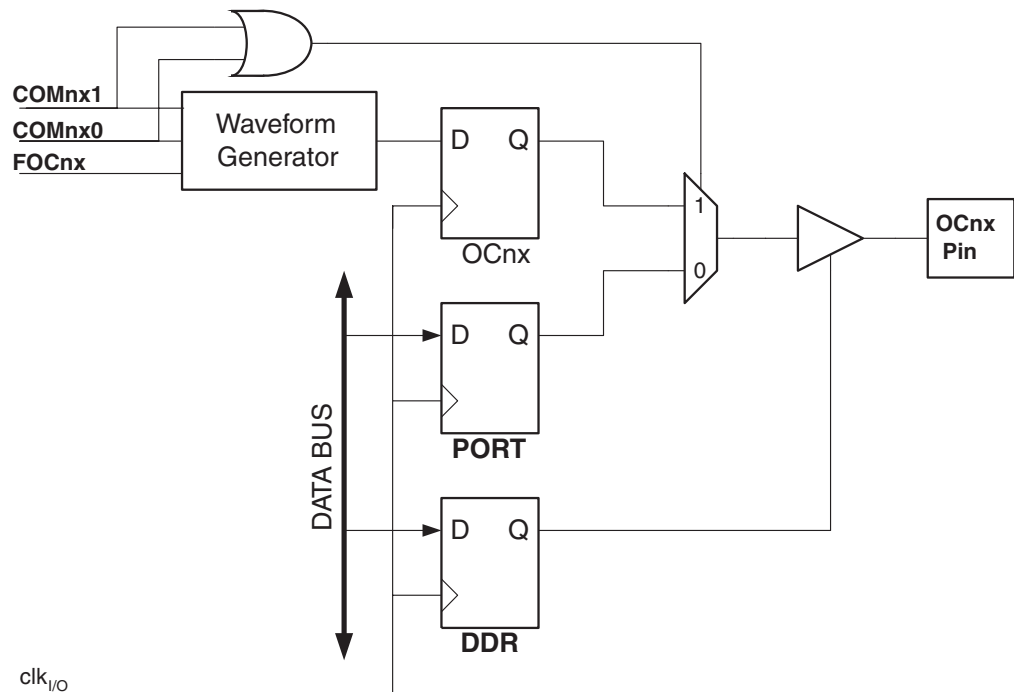 COMnx1
COMnx0
FOCnx
Waveform
Generator
D Q
OCnx
1
0
OCnx
Pin
D Q
PORT
DATA BUS
D Q
DDR
clkI/O